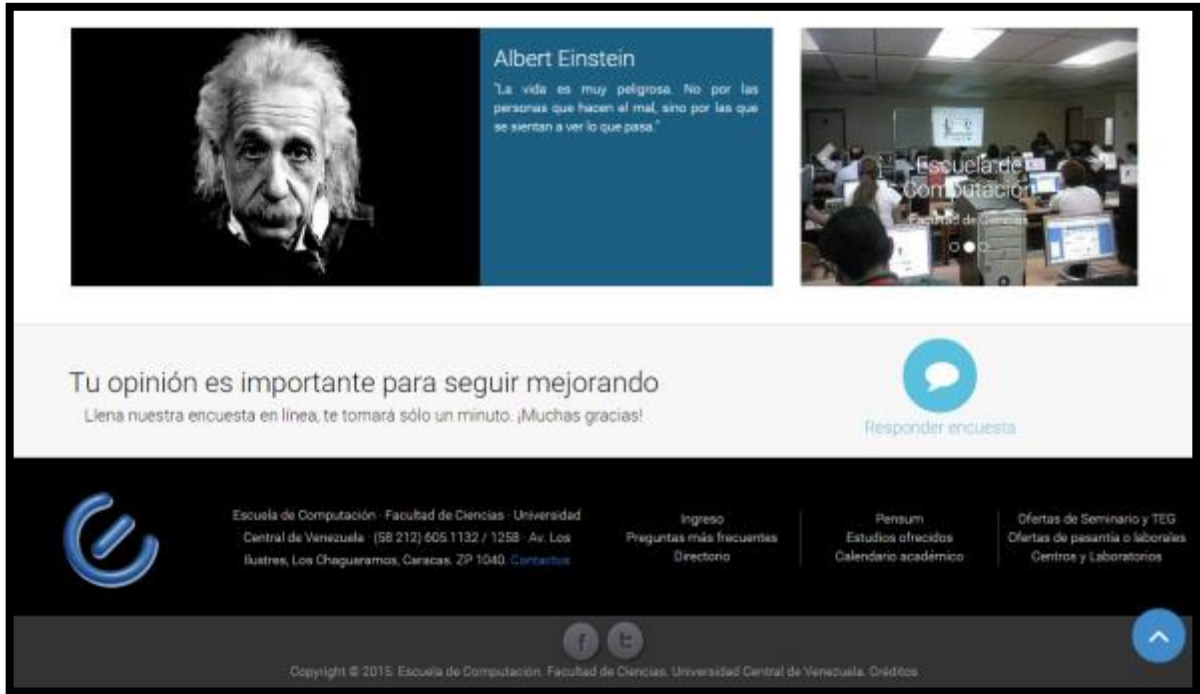 Albert Einstein
"La vida es muy peligrosa. No por las
personas que hacen el mal, sino por las que
se sientan a ver lo que pasa."
Escuela de
Computación
Facultad de Ciencias
Tu opinión es importante para seguir mejorando
Llena nuestra encuesta en línea, te tomará sólo un minuto. ¡Muchas gracias!
Responder encuesta
Escuela de Computación · Facultad de Ciencias · Universidad
Central de Venezuela · (58 212) 605.1132 / 1258 · Av. Los
Ilustres, Los Chaguaramos, Caracas. ZP 1040. Contactos
Ingreso
Preguntas más frecuentes
Directorio
Pensum
Estudios ofrecidos
Calendario académico
Ofertas de Seminario y TEG
Ofertas de pasantía o laborales
Centros y Laboratorios
Copyright © 2015. Escuela de Computación. Facultad de Ciencias. Universidad Central de Venezuela. Créditos